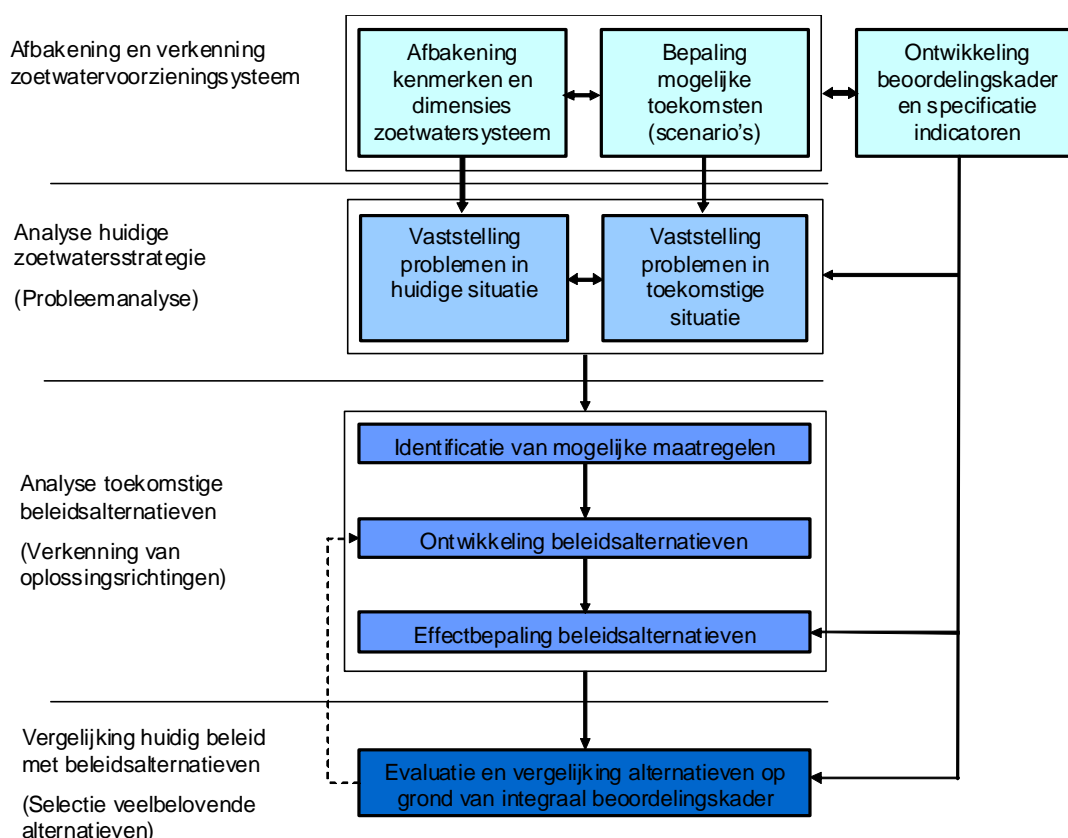 Afbakening en verkenning
zoetwatervoorzieningsysteem
Afbakening
kenmerken en
dimensies
zoetwatersysteem
Bepaling
mogelijke
toekomsten
(scenario's)
Ontwikkeling
beoordelingskader
en specificatie
indicatoren
Analyse huidige
zoetwatersstrategie
(Probleemanalyse)
Vaststelling
problemen in
huidige situatie
Vaststelling
problemen in
toekomstige
situatie
Analyse toekomstige
beleidsalternatieven
(Verkenning van
oplossingsrichtingen)
Identificatie van mogelijke maatregelen
Ontwikkeling beleidsalternatieven
Effectbepaling beleidsalternatieven
Vergelijking huidig beleid
met beleidsalternatieven
(Selectie veelbelovende
alternatieven)
Evaluatie en vergelijking alternatieven op
grond van integraal beoordelingskader